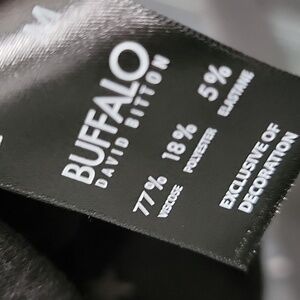 M
BUFFALO
DAVID BITTON
77% 18% 5%
VISCOSE POLYESTER ELASTANE
EXCLUSIVE OF
DECORATION